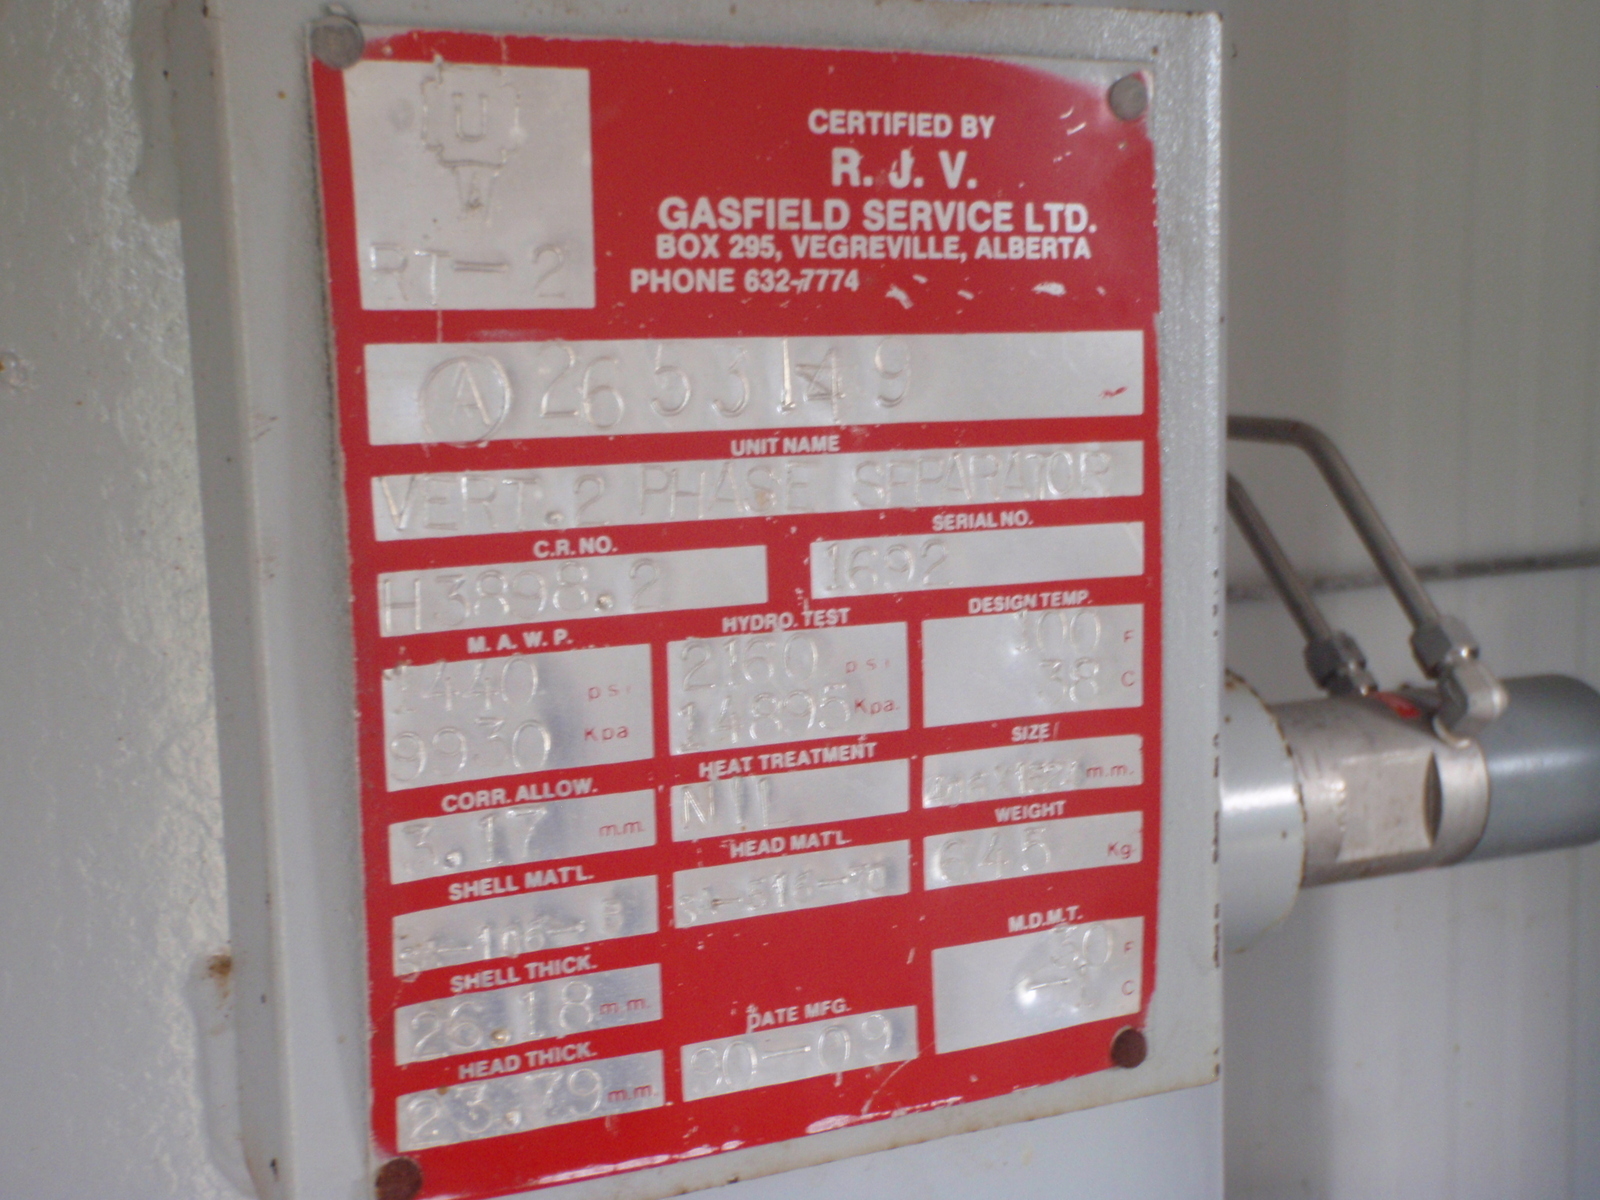 U
RT-2
CERTIFIED BY
R. J. V.
GASFIELD SERVICE LTD.
BOX 295, VEGREVILLE, ALBERTA
PHONE 632-7774
A 2653149
UNIT NAME
VERT. 2 PHASE SEPARATOR
C.R. NO.
H3898.2
SERIAL NO.
1692
M. A. W. P.
1440 psi
9930 Kpa
HYDRO. TEST
2160 psi
14895 Kpa.
DESIGN TEMP.
100 F
38 C
CORR. ALLOW.
3.17 m.m.
HEAT TREATMENT
NIL
SIZE
m.m.
SHELL MAT'L.
HEAD MAT'L.
WEIGHT
645 Kg.
SHELL THICK.
26.18 m.m.
M.D.M.T.
F
C
HEAD THICK.
23.79 m.m.
DATE MFG.
90-09